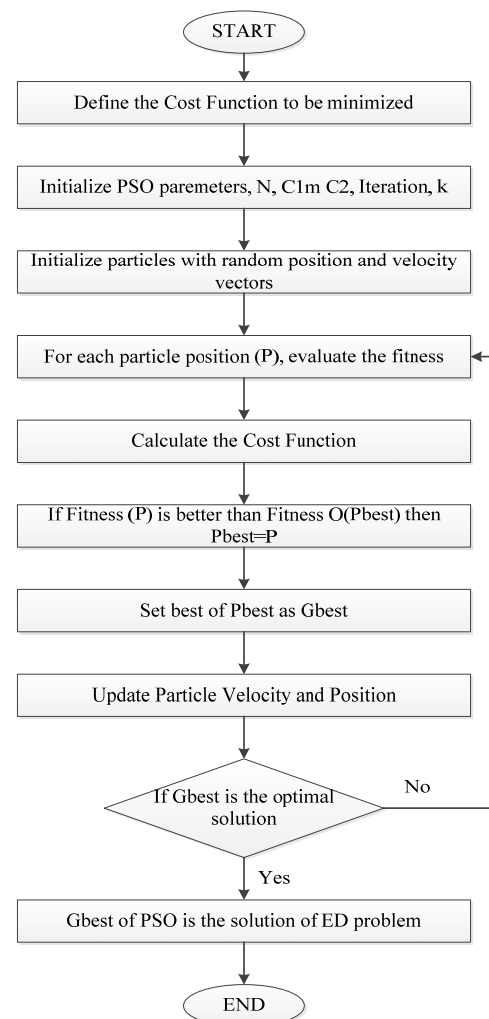 START
Define the Cost Function to be minimized
Initialize PSO paremeters, N, C1m C2, Iteration, k
Initialize particles with random position and velocity
vectors
For each particle position (P), evaluate the fitness
Calculate the Cost Function
If Fitness (P) is better than Fitness O(Pbest) then
Pbest=P
Set best of Pbest as Gbest
Update Particle Velocity and Position
If Gbest is the optimal
solution
No
Yes
Gbest of PSO is the solution of ED problem
END